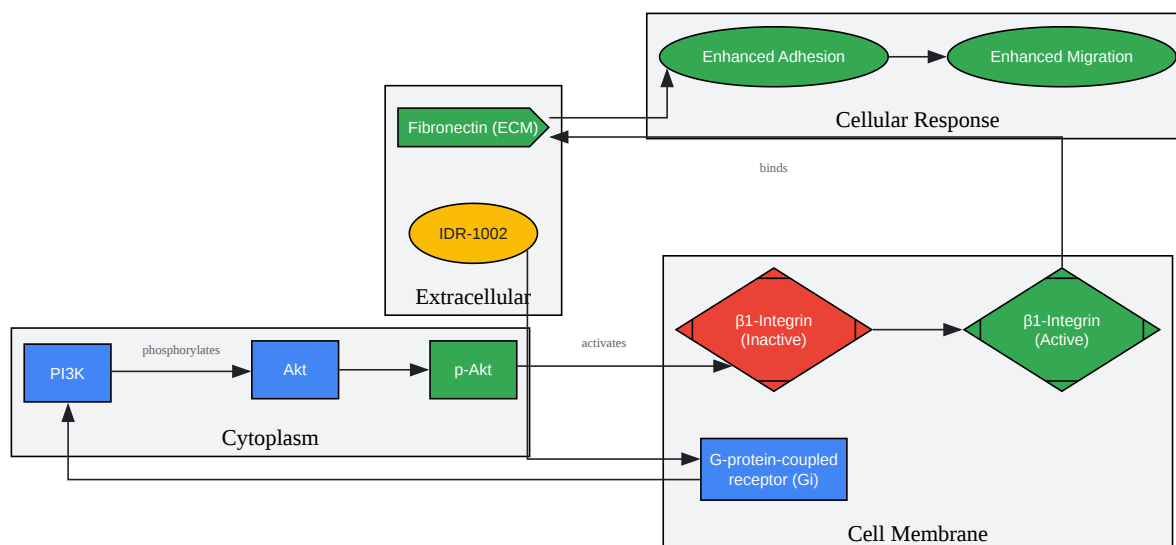 Enhanced Adhesion
Enhanced Migration
Cellular Response
Fibronectin (ECM)
binds
IDR-1002
Extracellular
β1-Integrin
(Inactive)
β1-Integrin
(Active)
phosphorylates
activates
PI3K
Akt
p-Akt
Cytoplasm
G-protein-coupled
receptor (Gi)
Cell Membrane